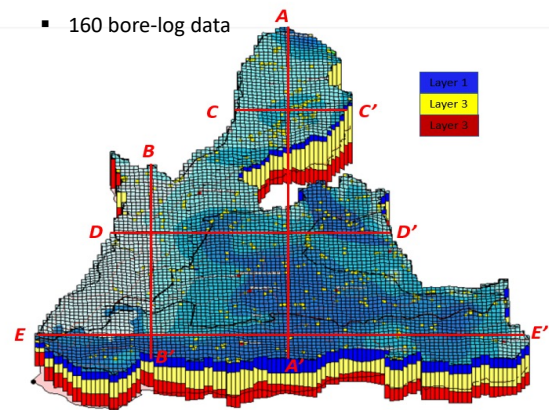 ▪ 160 bore-log data
A
Layer 1
Layer 3
Layer 3
C C'
B
D D'
E E'
B' A'